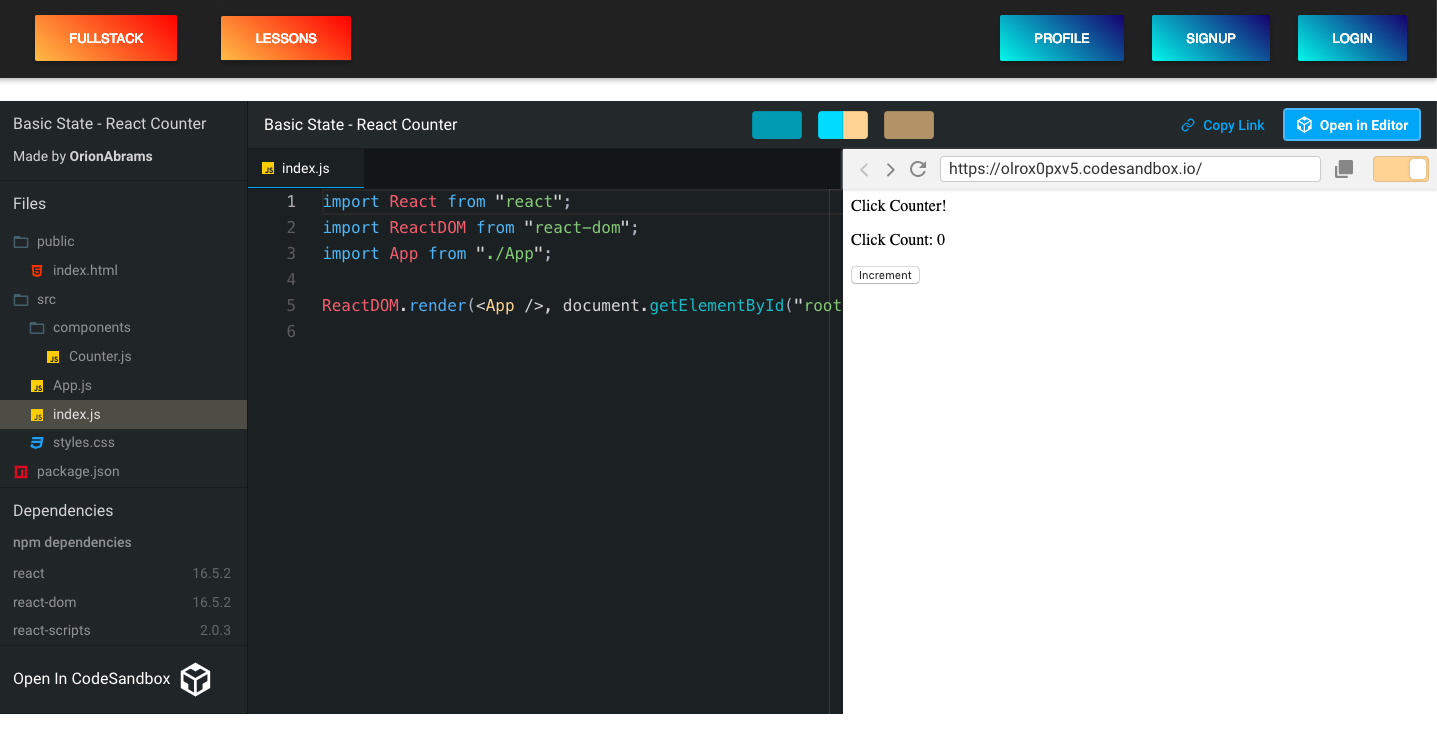 FULLSTACK LESSONS PROFILE SIGNUP LOGIN
Basic State - React Counter
Made by OrionAbrams
Files
public
index.html
src
components
JS Counter.js
JS App.js
JS index.js
styles.css
package.json
Dependencies
npm dependencies
react 16.5.2
react-dom 16.5.2
react-scripts 2.0.3
Open In CodeSandbox
Basic State - React Counter
Copy Link
Open in Editor
JS index.js
1 import React from "react";
2 import ReactDOM from "react-dom";
3 import App from "./App";
4
5 ReactDOM.render(<App />, document.getElementById("root
6
https://olrox0pxv5.codesandbox.io/
Click Counter!
Click Count: 0
Increment